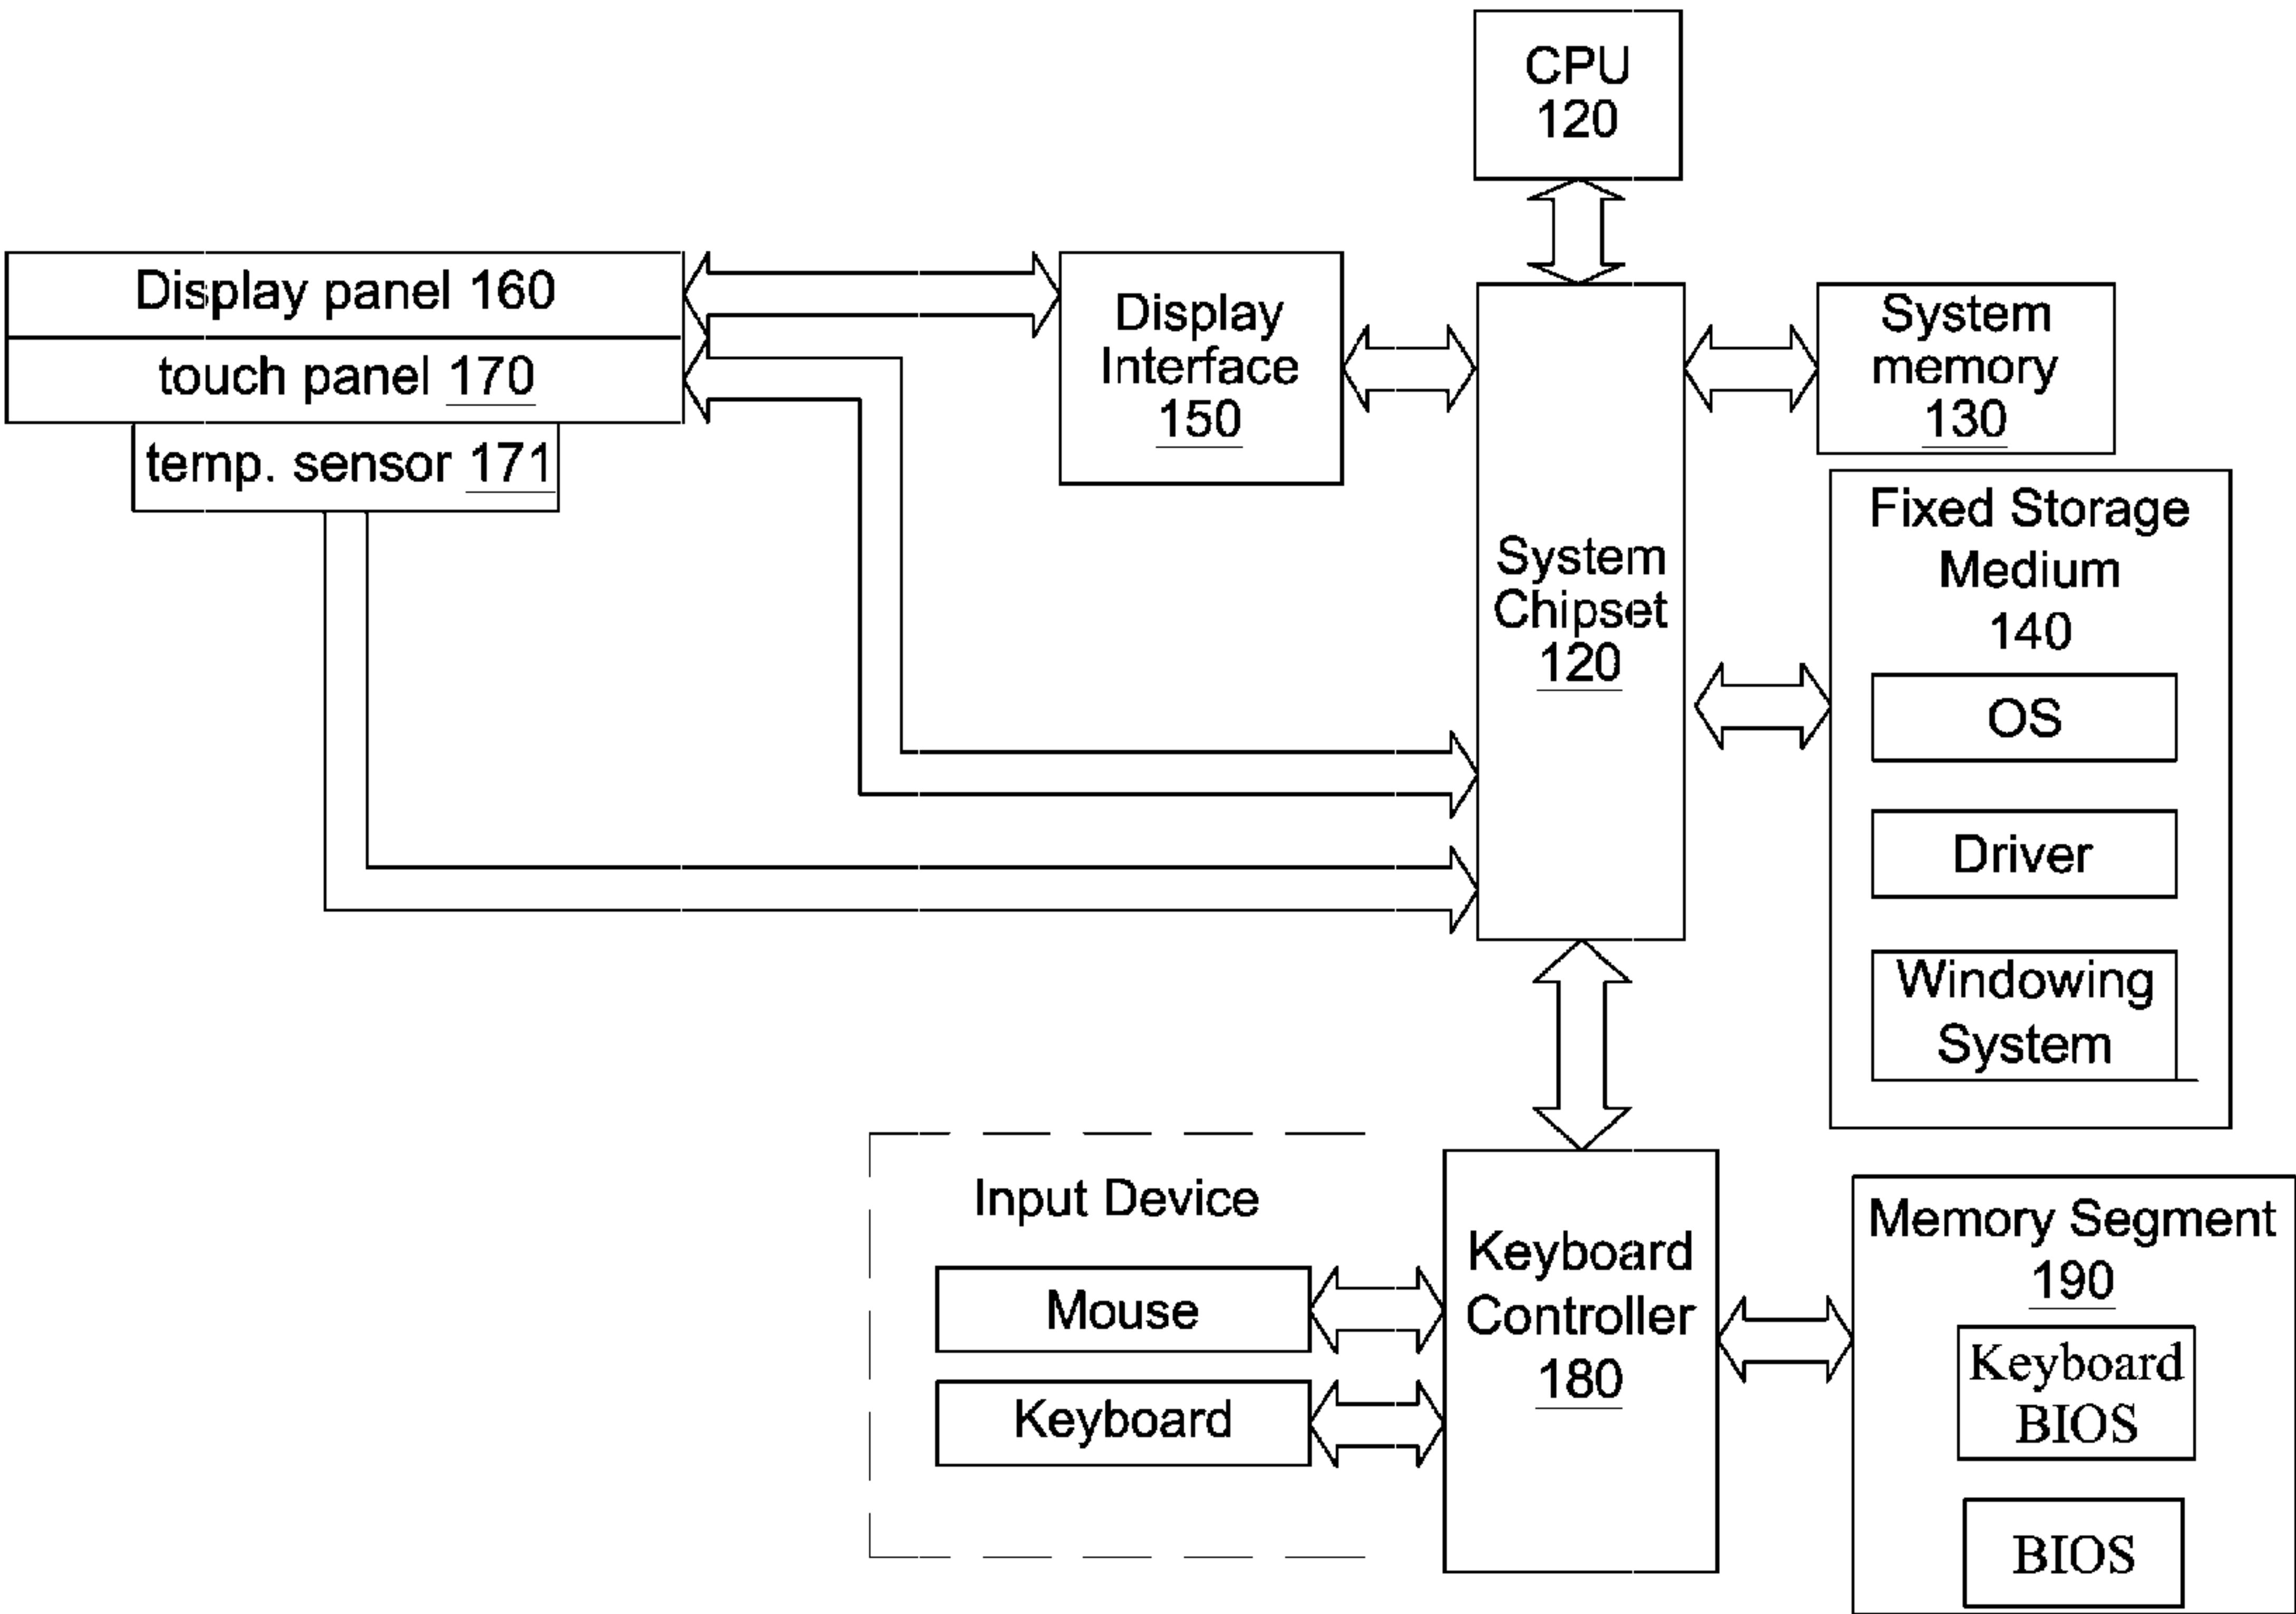 CPU
120
Display panel 160
touch panel 170
temp. sensor 171
Display
Interface
150
System
Chipset
120
System
memory
130
Fixed Storage
Medium
140
OS
Driver
Windowing
System
Input Device
Mouse
Keyboard
Keyboard
Controller
180
Memory Segment
190
Keyboard
BIOS
BIOS